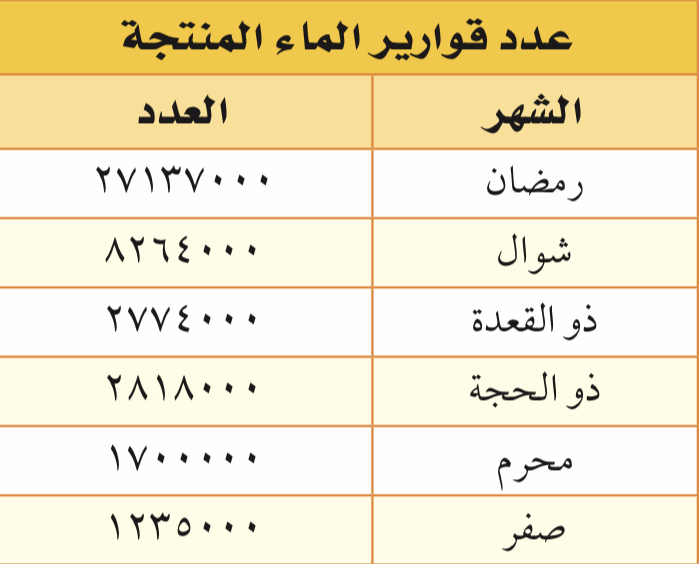 عدد قوارير الماء المنتجة
الشهر العدد
رمضان ٢٧١٣٧٠٠٠
شوال ٨٢٦٤٠٠٠
ذو القعدة ٢٧٧٤٠٠٠
ذو الحجة ٢٨١٨٠٠٠
محرم ١٧٠٠٠٠٠
صفر ١٢٣٥٠٠٠